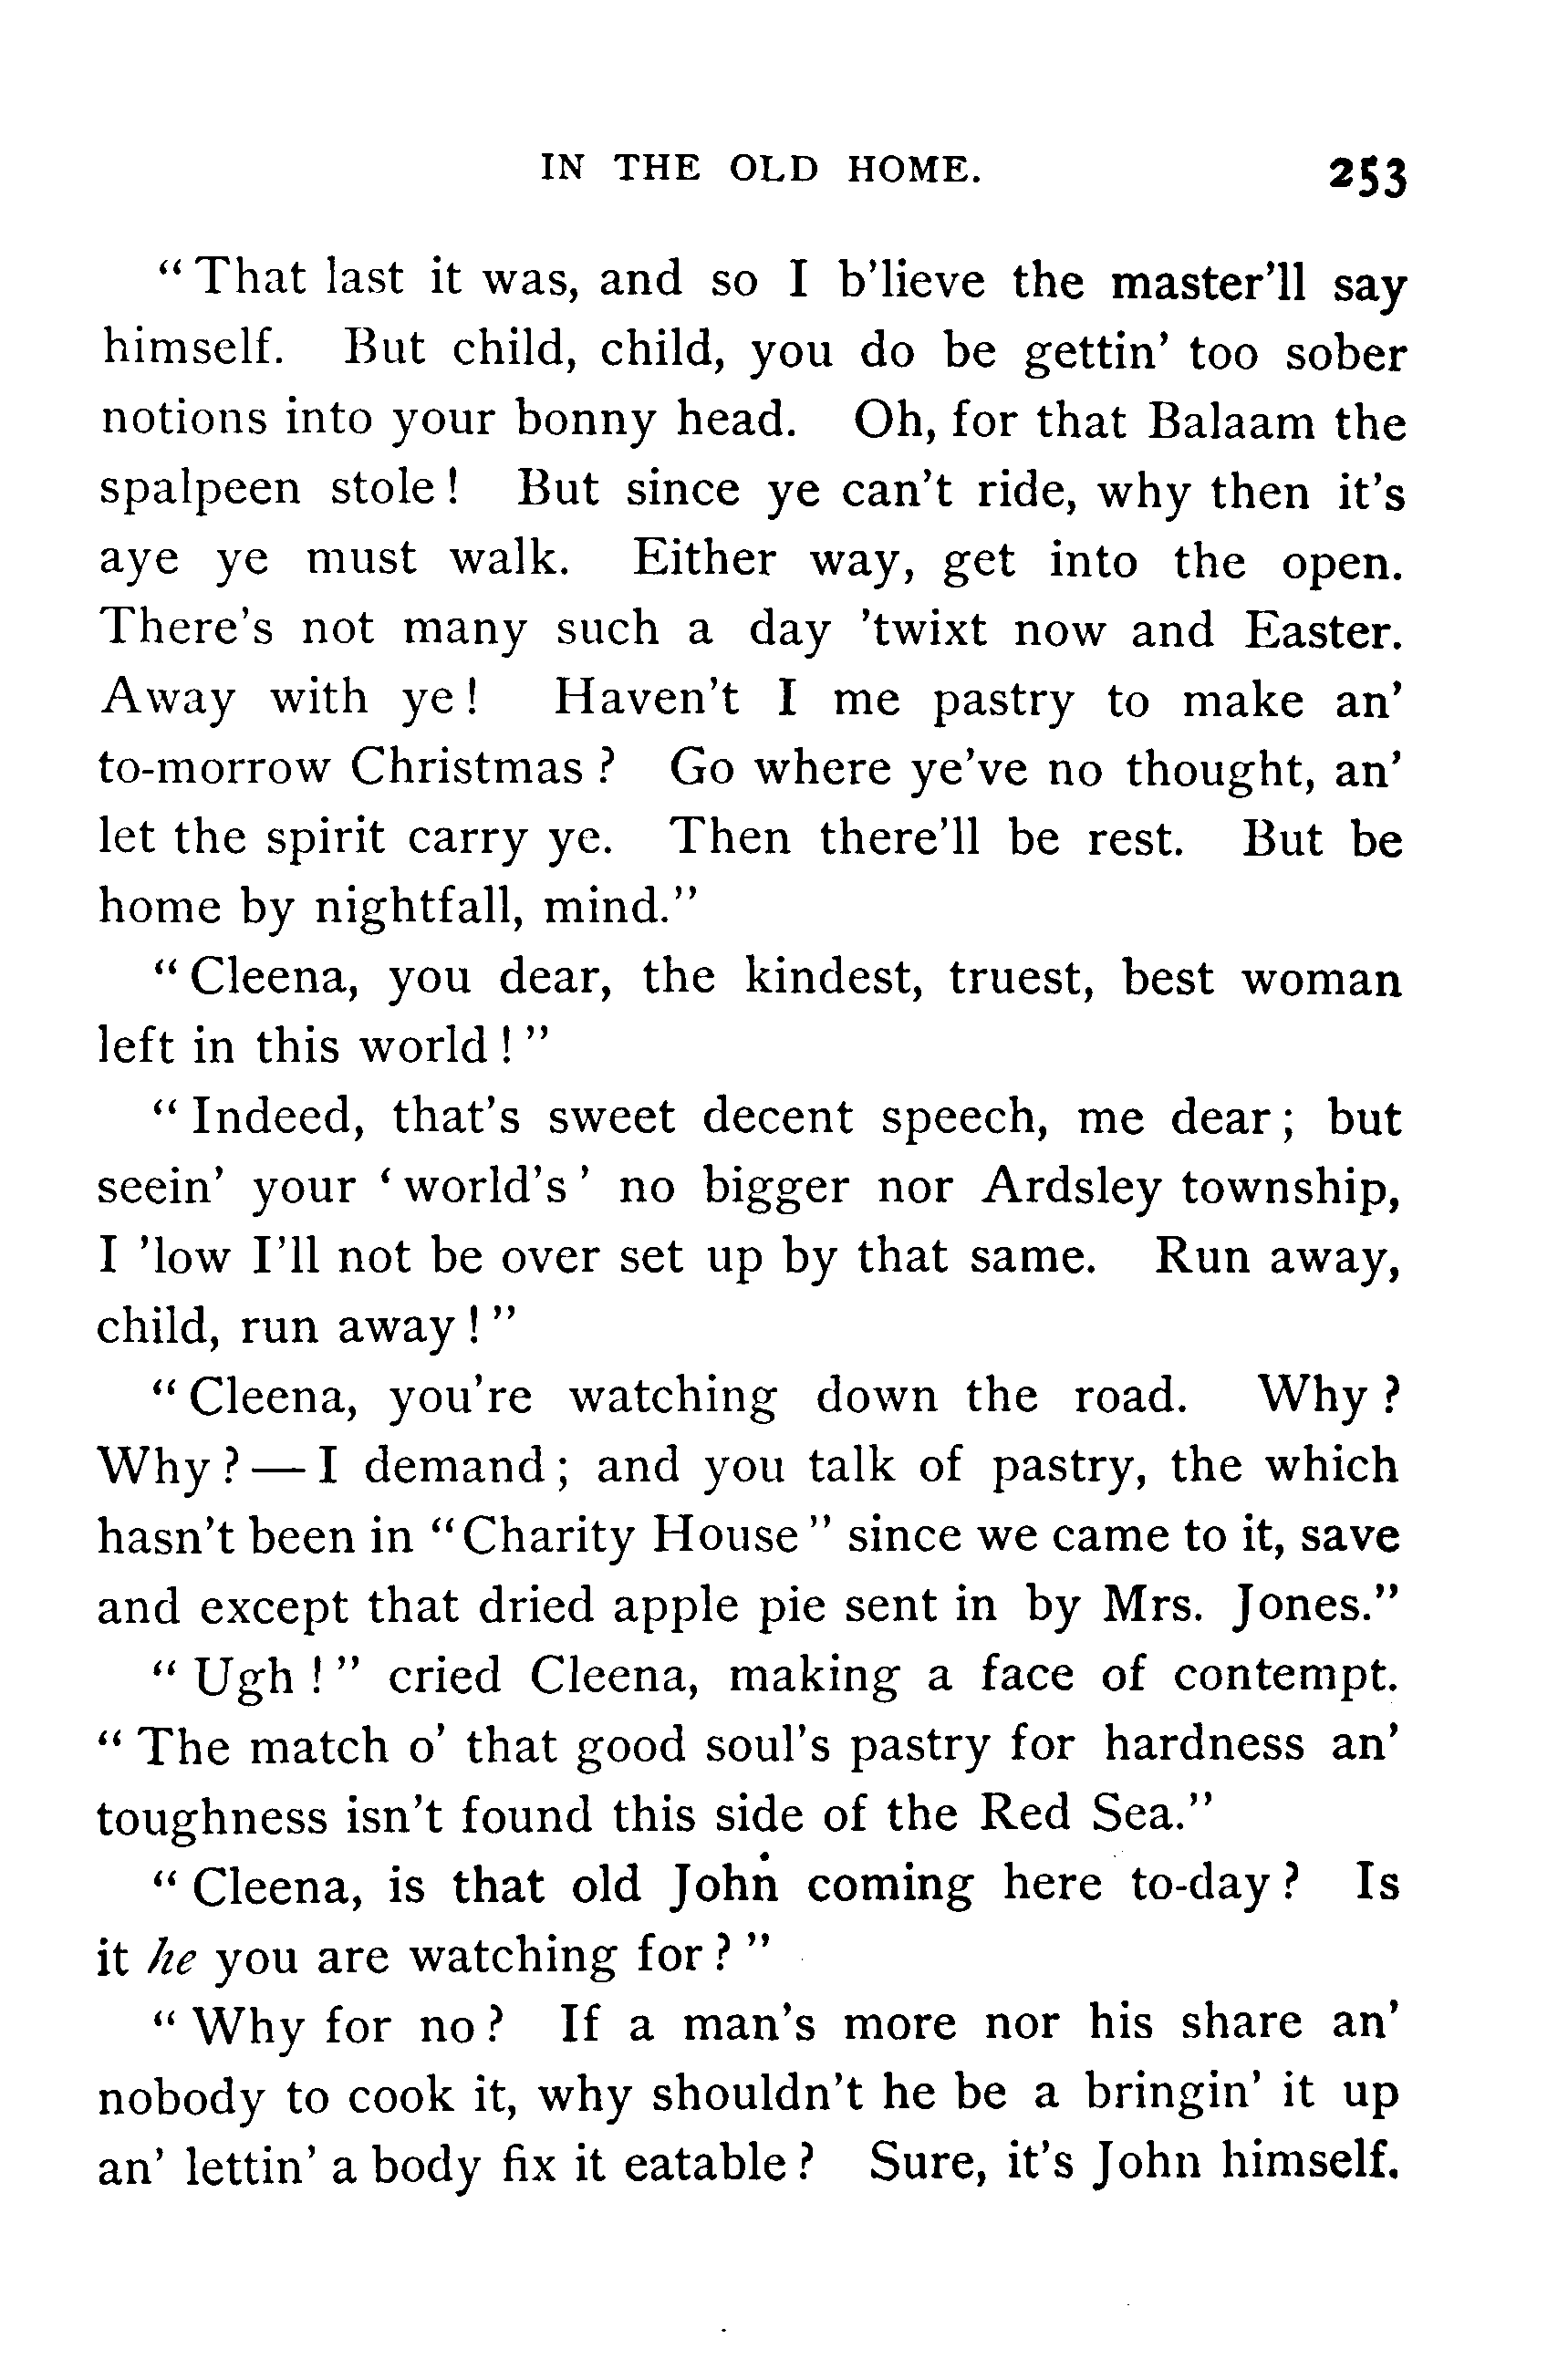 IN THE OLD HOME. 253
“That last it was, and so I b’lieve the master’ll say
himself. But child, child, you do be gettin’ too sober
notions into your bonny head. Oh, for that Balaam the
spalpeen stole! But since ye can’t ride, why then it’s
aye ye must walk. Either way, get into the open.
There’s not many such a day ’twixt now and Easter.
Away with ye! Haven’t I me pastry to make an’
to-morrow Christmas? Go where ye’ve no thought, an’
let the spirit carry ye. Then there’ll be rest. But be
home by nightfall, mind.”
“Cleena, you dear, the kindest, truest, best woman
left in this world!”
“Indeed, that’s sweet decent speech, me dear; but
seein’ your ‘world’s’ no bigger nor Ardsley township,
I ’low I’ll not be over set up by that same. Run away,
child, run away!”
“Cleena, you’re watching down the road. Why?
Why?—I demand; and you talk of pastry, the which
hasn’t been in “Charity House” since we came to it, save
and except that dried apple pie sent in by Mrs. Jones.”
“Ugh!” cried Cleena, making a face of contempt.
“The match o’ that good soul’s pastry for hardness an’
toughness isn’t found this side of the Red Sea.”
“Cleena, is that old John coming here to-day? Is
it he you are watching for?”
“Why for no? If a man’s more nor his share an’
nobody to cook it, why shouldn’t he be a bringin’ it up
an’ lettin’ a body fix it eatable? Sure, it’s John himself.